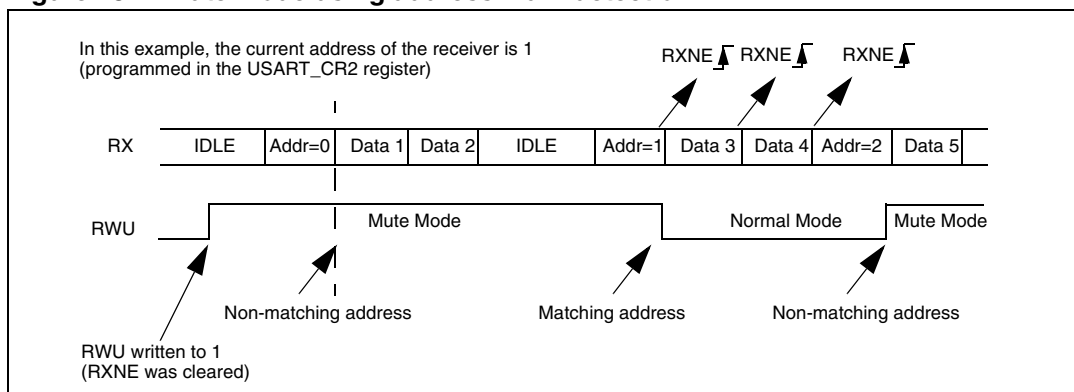 In this example, the current address of the receiver is 1
(programmed in the USART_CR2 register)
RXNE RXNE RXNE
RX IDLE Addr=0 Data 1 Data 2 IDLE Addr=1 Data 3 Data 4 Addr=2 Data 5
RWU Mute Mode Normal Mode Mute Mode
Non-matching address Matching address Non-matching address
RWU written to 1
(RXNE was cleared)